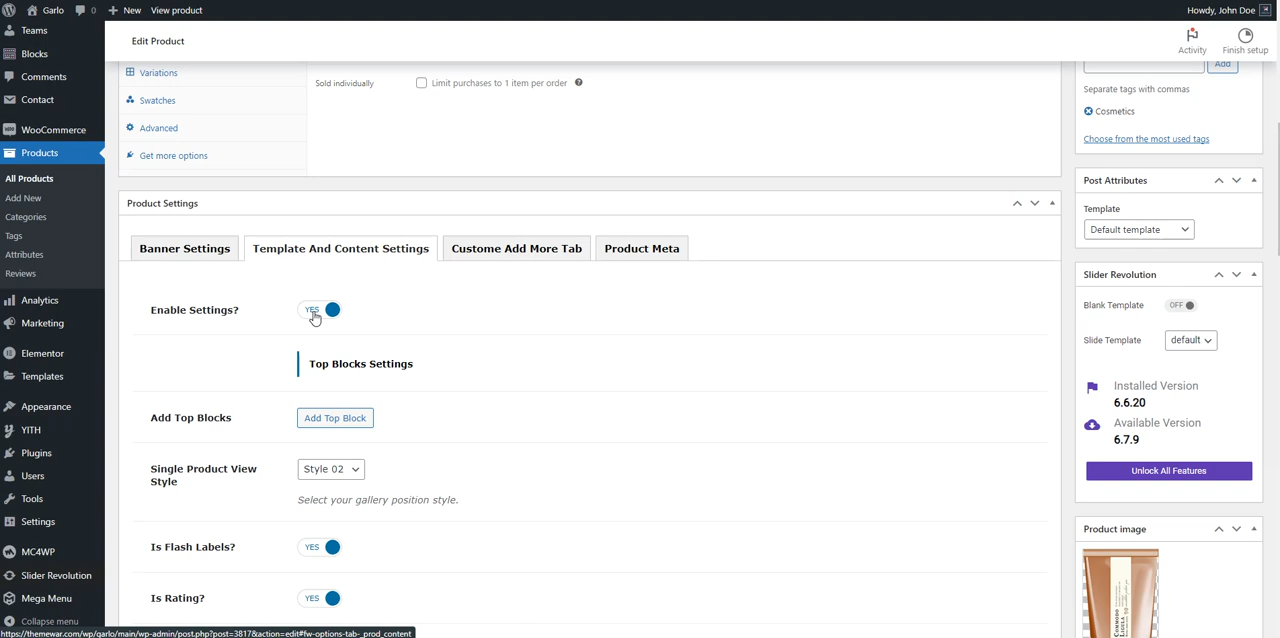 Garlo
0
New
View product
Howdy, John Doe
Teams
Blocks
Comments
Contact
WooCommerce
Products
All Products
Add New
Categories
Tags
Attributes
Reviews
Analytics
Marketing
Elementor
Templates
Appearance
YITH
Plugins
Users
Tools
Settings
MC4WP
Slider Revolution
Mega Menu
Collapse menu
Edit Product
Activity
Finish setup
Variations
Swatches
Advanced
Get more options
Sold individually
Limit purchases to 1 item per order
Product Settings
Banner Settings
Template And Content Settings
Custome Add More Tab
Product Meta
Enable Settings?
YES
Top Blocks Settings
Add Top Blocks
Add Top Block
Single Product View
Style
Style 02
Select your gallery position style.
Is Flash Labels?
YES
Is Rating?
YES
Add
Separate tags with commas
Cosmetics
Choose from the most used tags
Post Attributes
Template
Default template
Slider Revolution
Blank Template
OFF
Slide Template
default
Installed Version
6.6.20
Available Version
6.7.9
Unlock All Features
Product image
COMMODO
LIGULA
https://themewar.com/wp/garlo/main/wp-admin/post.php?post=3817&action=edit#fw-options-tab-_prod_content